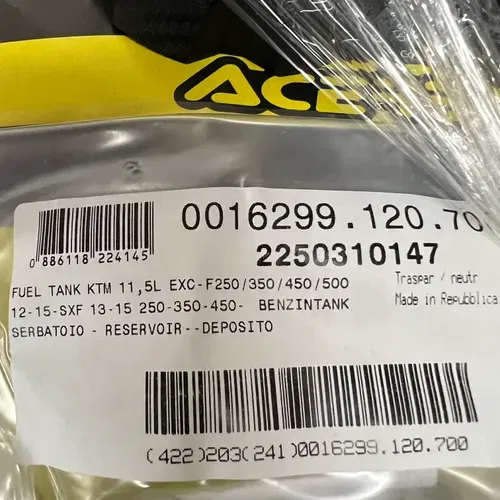 ACER
0016299.120.70
2250310147
0 886118 224145
FUEL TANK KTM 11,5L EXC-F250/350/450/500
12-15-SXF 13-15 250-350-450- BENZINTANK
SERBATOIO - RESERVOIR--DEPOSITO
Traspar / neutr
Made in Repubblica
(422)203(241)0016299.120.700